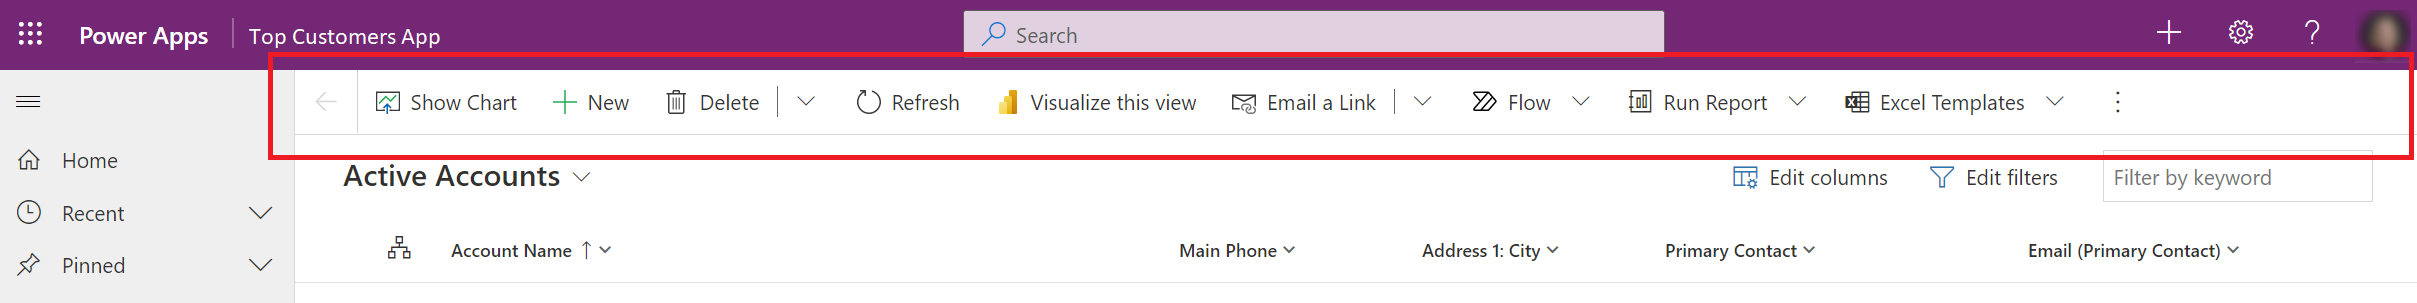 Power Apps Top Customers App Search
Show Chart New Delete Refresh Visualize this view Email a Link Flow Run Report Excel Templates
Home
Recent
Pinned
Active Accounts Edit columns Edit filters Filter by keyword
Account Name Main Phone Address 1: City Primary Contact Email (Primary Contact)